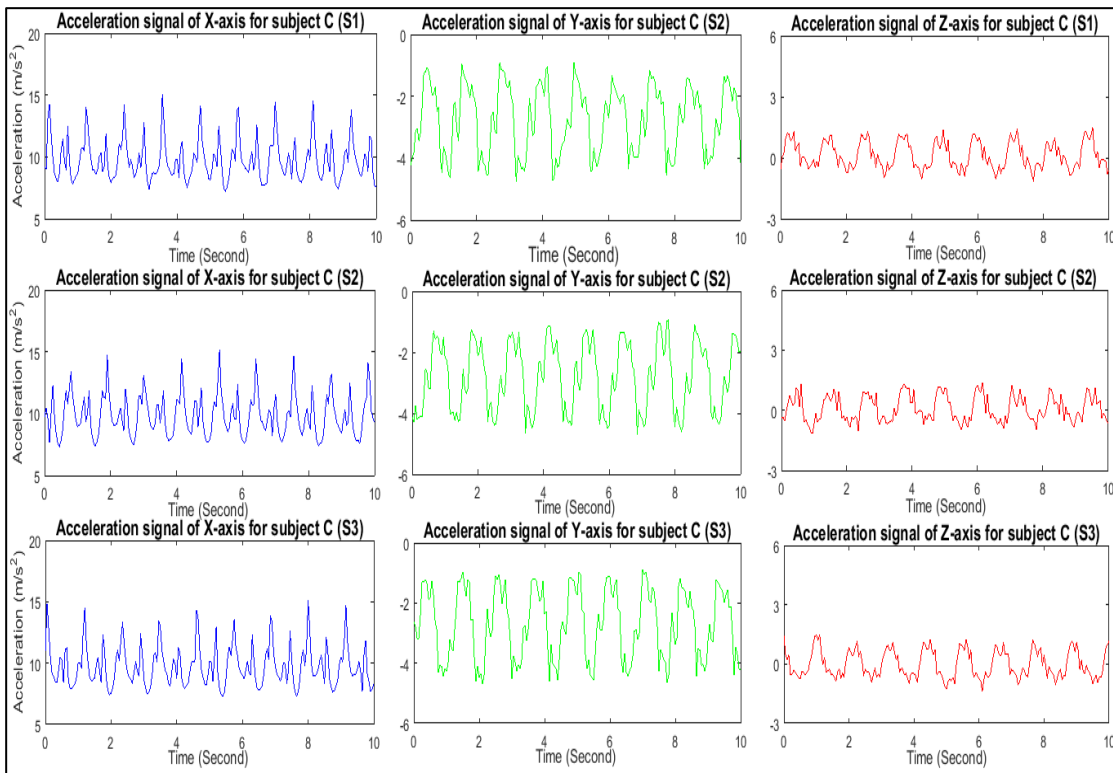 Acceleration signal of X-axis for subject C (S1)
20
15
10
5
Acceleration (m/s²)
0 2 4 6 8 10
Time (Second)
Acceleration signal of Y-axis for subject C (S2)
0
-2
-4
-6
0 2 4 6 8 10
Time (Second)
Acceleration signal of Z-axis for subject C (S1)
6
3
0
-3
0 2 4 6 8 10
Time (Second)
Acceleration signal of X-axis for subject C (S2)
20
15
10
5
Acceleration (m/s²)
0 2 4 6 8 10
Time (Second)
Acceleration signal of Y-axis for subject C (S2)
0
-2
-4
-6
0 2 4 6 8 10
Time (Second)
Acceleration signal of Z-axis for subject C (S2)
6
3
0
-3
0 2 4 6 8 10
Time (Second)
Acceleration signal of X-axis for subject C (S3)
20
15
10
5
Acceleration (m/s²)
0 2 4 6 8 10
Time (Second)
Acceleration signal of Y-axis for subject C (S3)
0
-2
-4
-6
0 2 4 6 8 10
Time (Second)
Acceleration signal of Z-axis for subject C (S3)
6
3
0
-3
0 2 4 6 8 10
Time (Second)